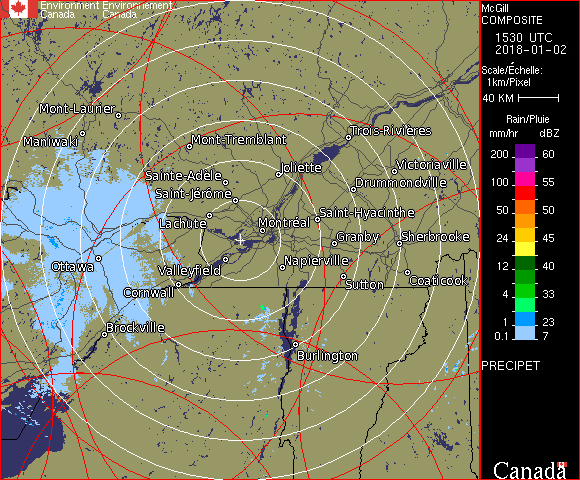 Environment Environnement
Canada Canada
McGill
COMPOSITE
1530 UTC
2018-01-02
Scale/Échelle:
1km/Pixel
40 KM
Rain/Pluie
mm/hr dBZ
200 60
100 55
65 53
50 50
24 45
12 40
4 33
1 23
0.1 7
PRECIPET
Canada
Mont-Laurier
Maniwaki
Mont-Tremblant
Trois-Rivières
Sainte-Adèle
Joliette
Victoriaville
Saint-Jérôme
Drummondville
Lachute
Montréal
Saint-Hyacinthe
Granby
Sherbrooke
Ottawa
Valleyfield
Napierville
Cornwall
Sutton
Coaticook
Brockville
Burlington